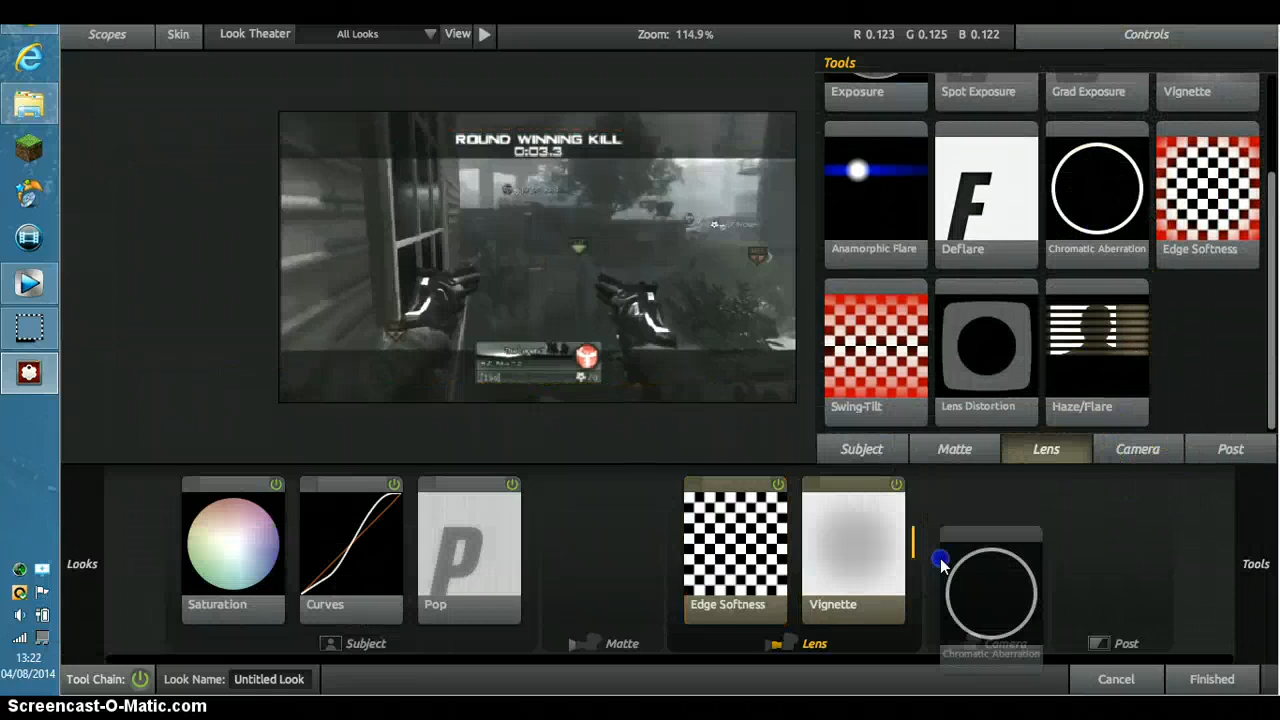 Scopes Skin Look Theater All Looks View Zoom: 114.9% R 0.123 G 0.125 B 0.122 Controls
Tools
Exposure Spot Exposure Grad Exposure Vignette
ROUND WINNING KILL
0:03.3
F
Anamorphic Flare Deflare Chromatic Aberration Edge Softness
Swing-Tilt Lens Distortion Haze/Flare
Subject Matte Lens Camera Post
P
Looks Tools
Saturation Curves Pop Edge Softness Vignette
Subject Matte Lens Camera Post
Chromatic Aberration
13:22
04/08/2014
Tool Chain: Look Name: Untitled Look Cancel Finished
Screencast-O-Matic.com